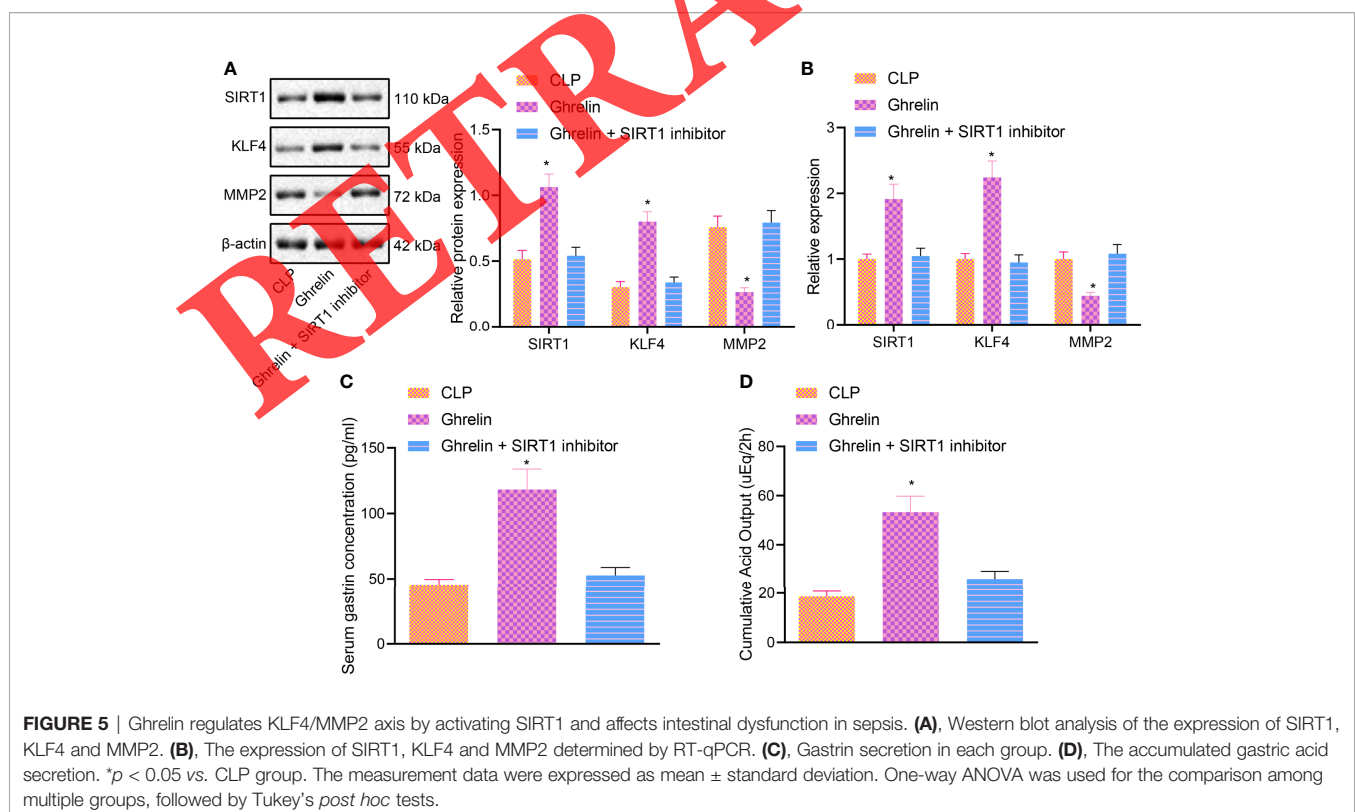 RETRA
A
SIRT1
110 kDa
KLF4
55 kDa
MMP2
72 kDa
β-actin
42 kDa
CLP
Ghrelin
Ghrelin + SIRT1 inhibitor
CLP
Ghrelin
Ghrelin + SIRT1 inhibitor
Relative protein expression
1.5
1.0
0.5
0.0
*
*
*
SIRT1 KLF4 MMP2
B
CLP
Ghrelin
Ghrelin + SIRT1 inhibitor
Relative expression
3
2
1
0
*
*
*
SIRT1 KLF4 MMP2
C
CLP
Ghrelin
Ghrelin + SIRT1 inhibitor
Serum gastrin concentration (pg/ml)
150
100
50
0
*
D
CLP
Ghrelin
Ghrelin + SIRT1 inhibitor
Cumulative Acid Output (uEq/2h)
80
60
40
20
0
*
FIGURE 5 | Ghrelin regulates KLF4/MMP2 axis by activating SIRT1 and affects intestinal dysfunction in sepsis. (A), Western blot analysis of the expression of SIRT1,
KLF4 and MMP2. (B), The expression of SIRT1, KLF4 and MMP2 determined by RT-qPCR. (C), Gastrin secretion in each group. (D), The accumulated gastric acid
secretion. *p < 0.05 vs. CLP group. The measurement data were expressed as mean ± standard deviation. One-way ANOVA was used for the comparison among
multiple groups, followed by Tukey's post hoc tests.